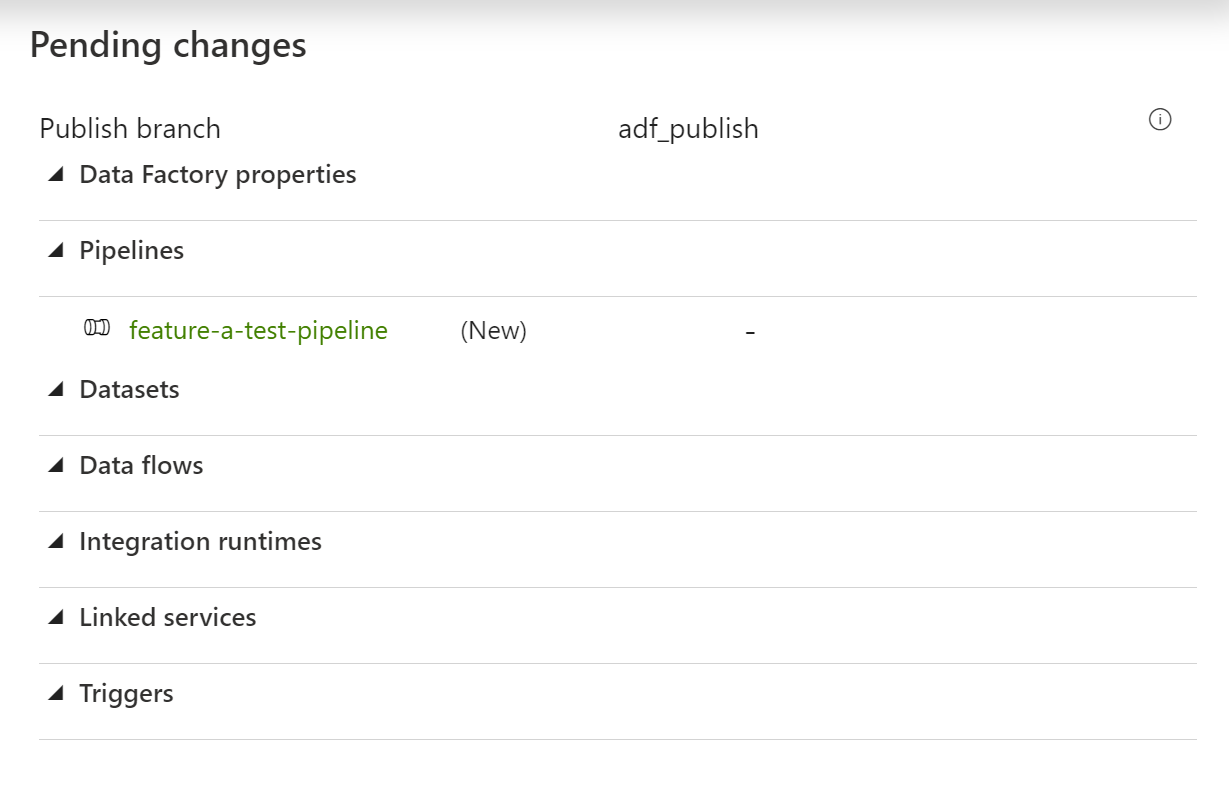 Pending changes
Publish branch adf_publish
Data Factory properties
Pipelines
feature-a-test-pipeline (New) -
Datasets
Data flows
Integration runtimes
Linked services
Triggers